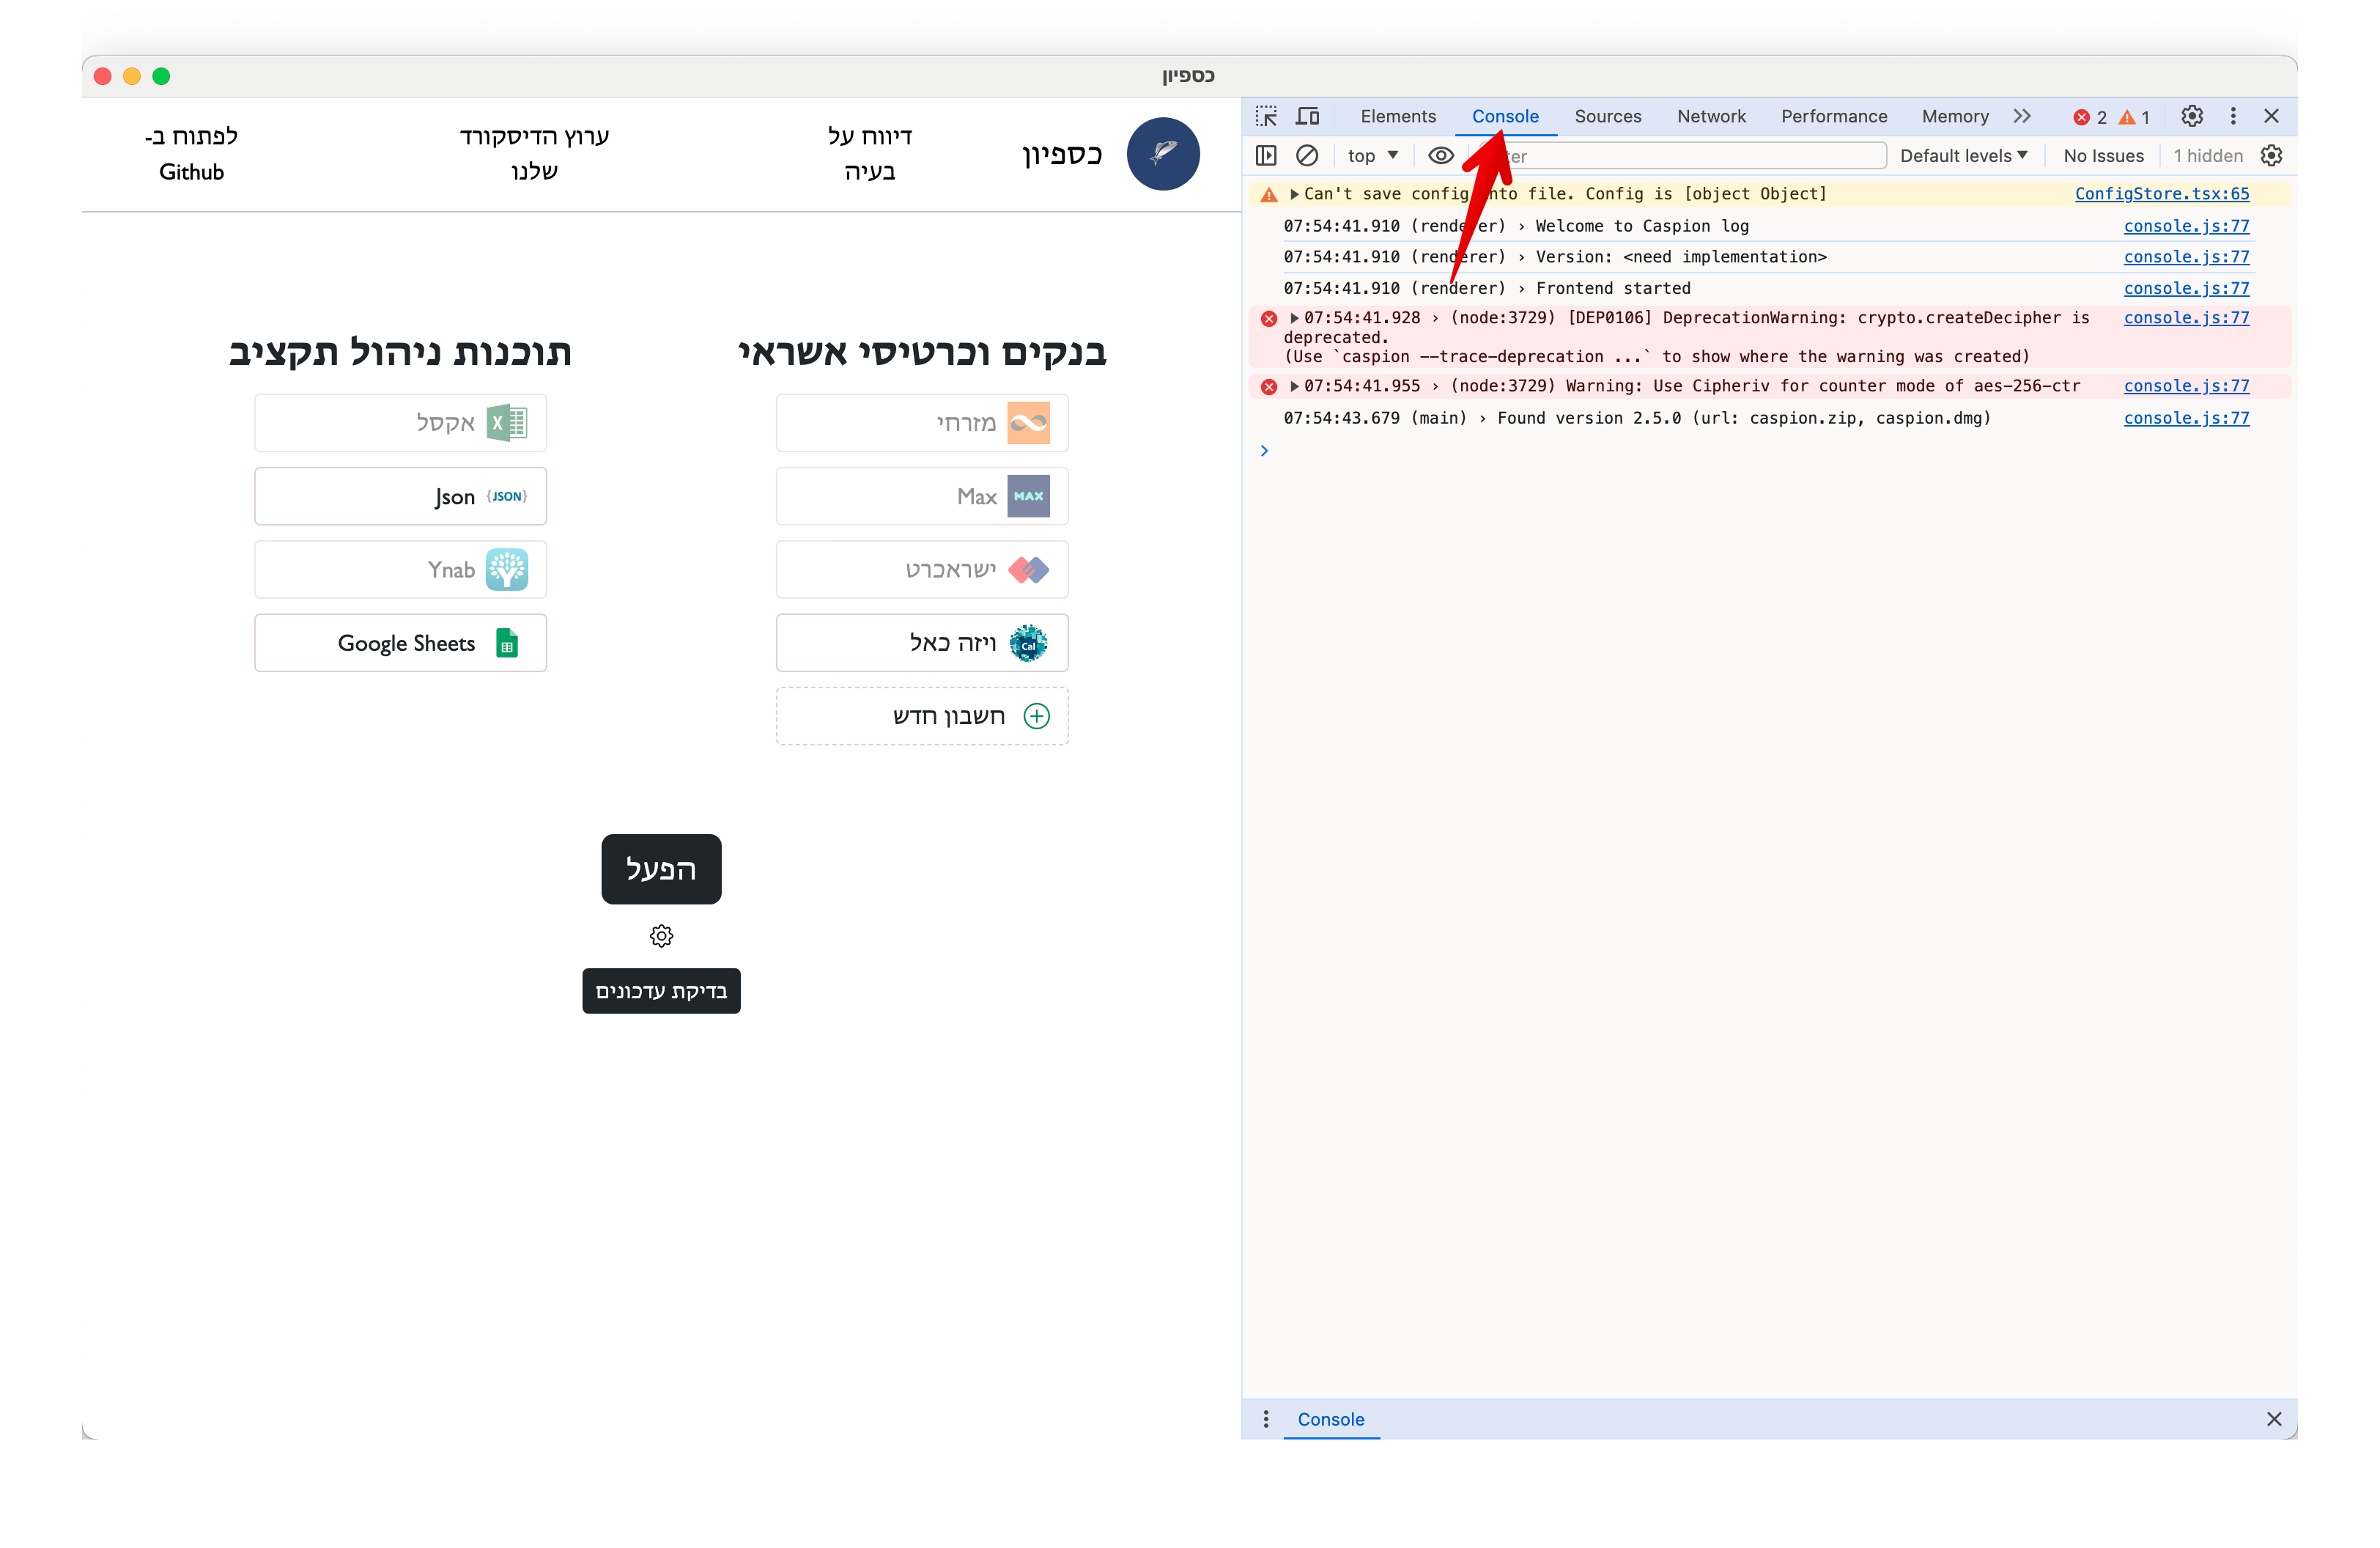 כספיון
כספיון
דיווח על
בעיה
ערוץ הדיסקורד
שלנו
לפתוח ב-
Github
בנקים וכרטיסי אשראי
מזרחי
MAX Max
ישראכרט
Cal ויזה כאל
חשבון חדש
תוכנות ניהול תקציב
X אקסל
{JSON} Json
Ynab
Google Sheets
הפעל
בדיקת עדכונים
Elements Console Sources Network Performance Memory 2 1
top Default levels No Issues 1 hidden
Can't save config into file. Config is [object Object] ConfigStore.tsx:65
07:54:41.910 (renderer) › Welcome to Caspion log console.js:77
07:54:41.910 (renderer) › Version: <need implementation> console.js:77
07:54:41.910 (renderer) › Frontend started console.js:77
07:54:41.928 › (node:3729) [DEP0106] DeprecationWarning: crypto.createDecipher is console.js:77
deprecated.
(Use `caspion --trace-deprecation ...` to show where the warning was created)
07:54:41.955 › (node:3729) Warning: Use Cipheriv for counter mode of aes-256-ctr console.js:77
07:54:43.679 (main) › Found version 2.5.0 (url: caspion.zip, caspion.dmg) console.js:77
Console